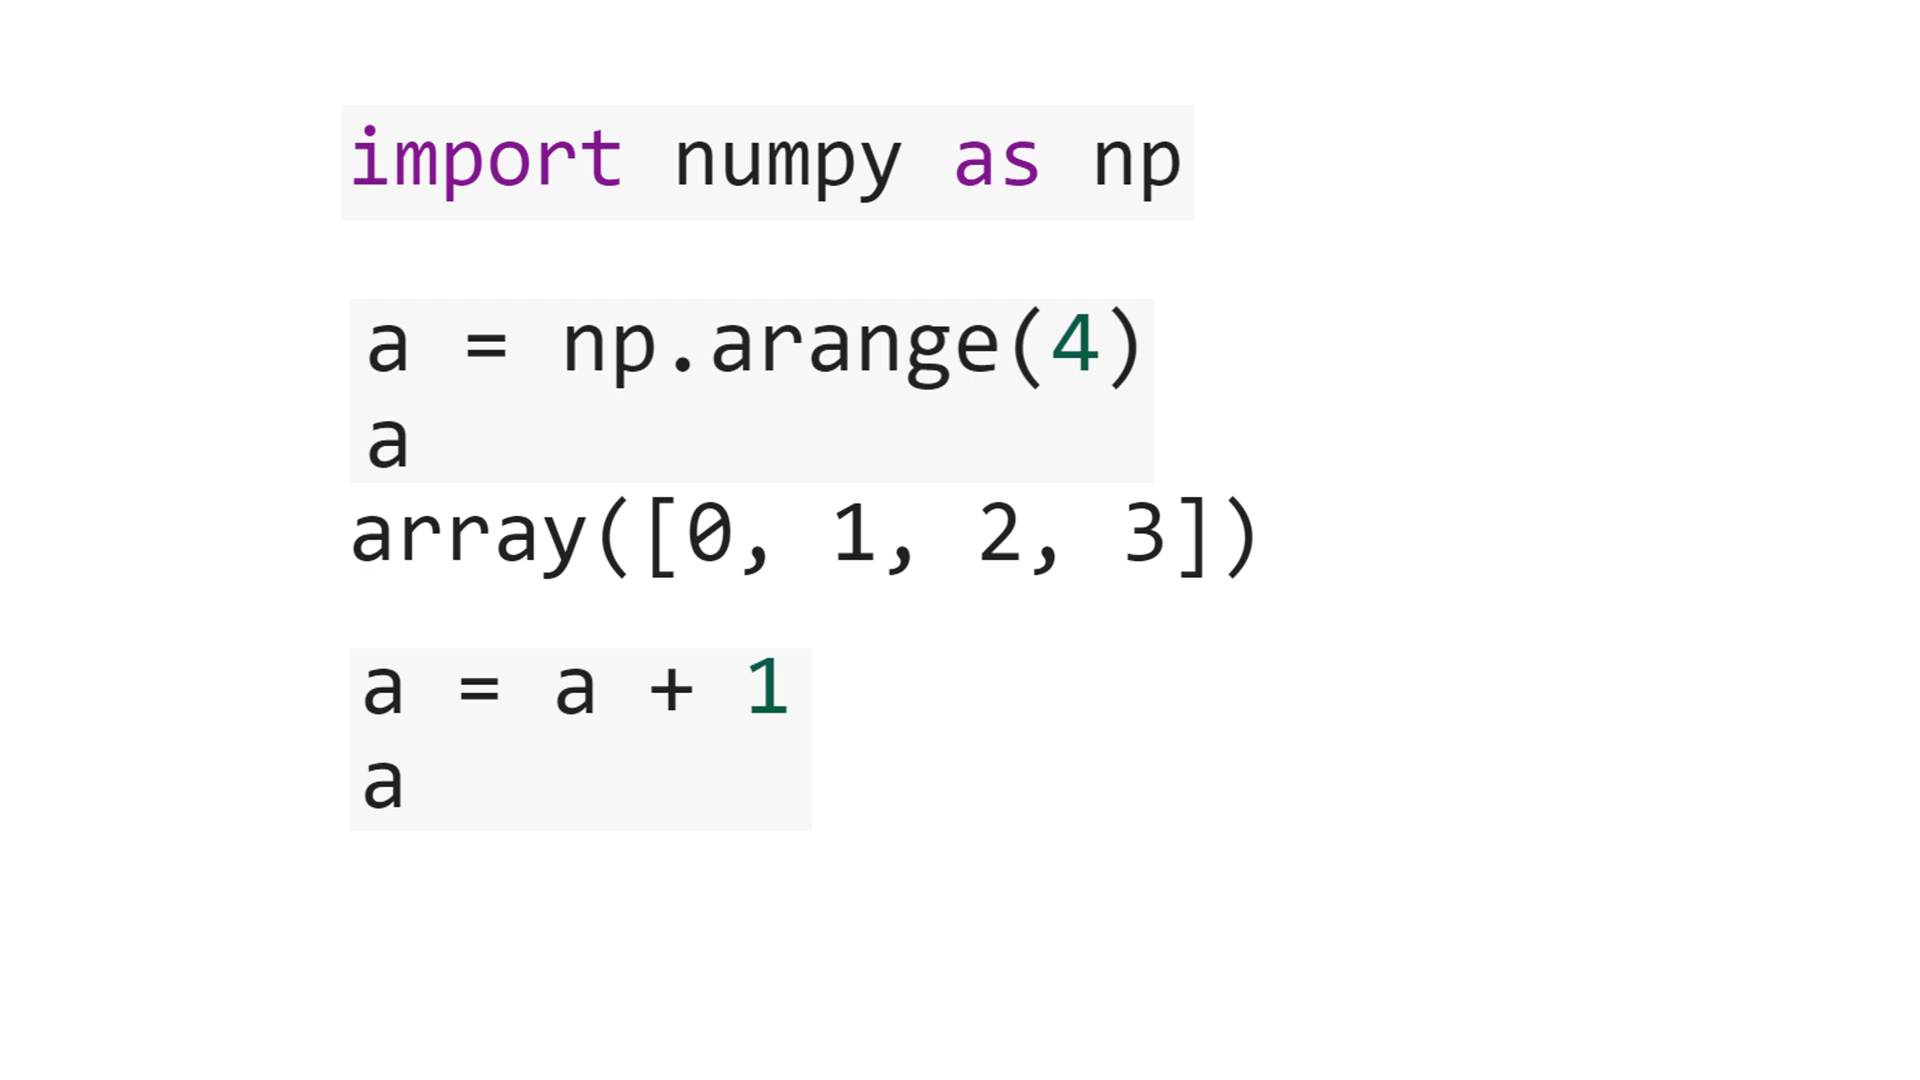 import numpy as np
a = np.arange(4)
a
array([0, 1, 2, 3])
a = a + 1
a